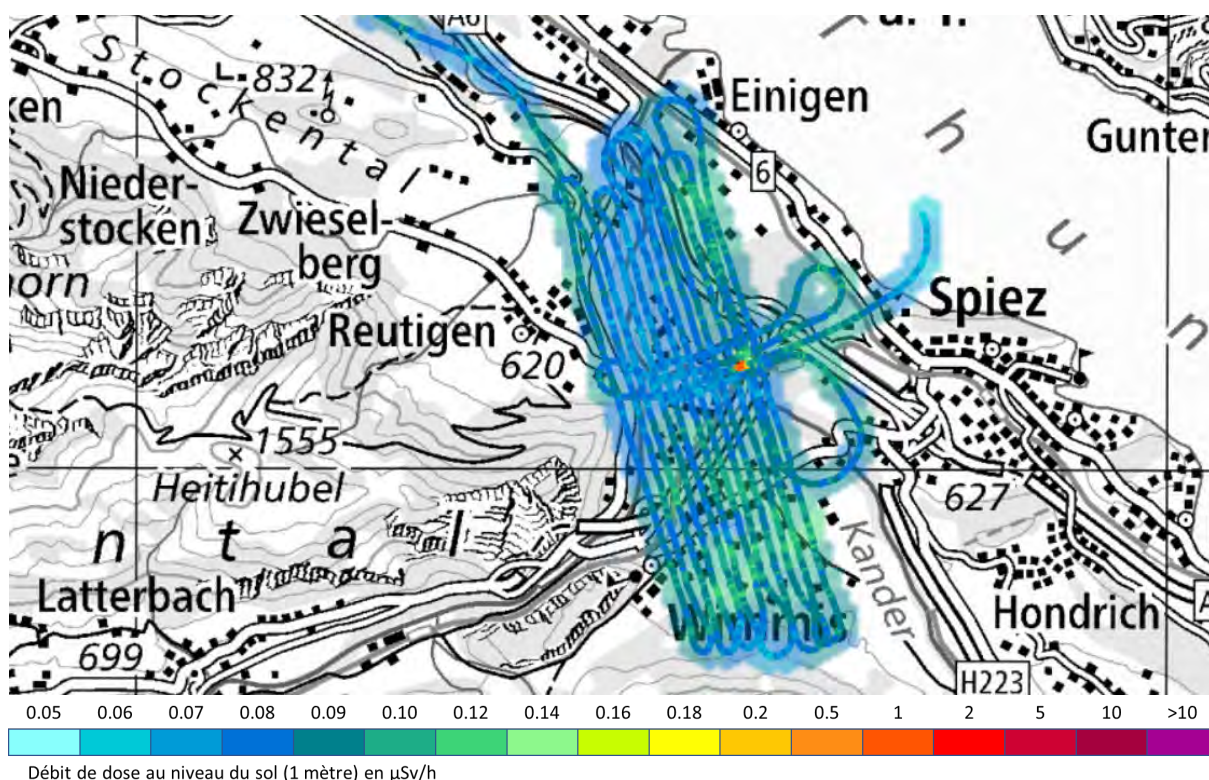 A6
u. T.
Stockental
832
Einigen
ken
h
Gunter
6
Nieder-
stocken
Zwiesel-
berg
u
horn
Spiez
Reutigen
n
620
1555
Heitihubel
627
n t a l
Kander
Latterbach
Wimmis
Hondrich
A
699
H223
0.05 0.06 0.07 0.08 0.09 0.10 0.12 0.14 0.16 0.18 0.2 0.5 1 2 5 10 >10
Débit de dose au niveau du sol (1 mètre) en µSv/h